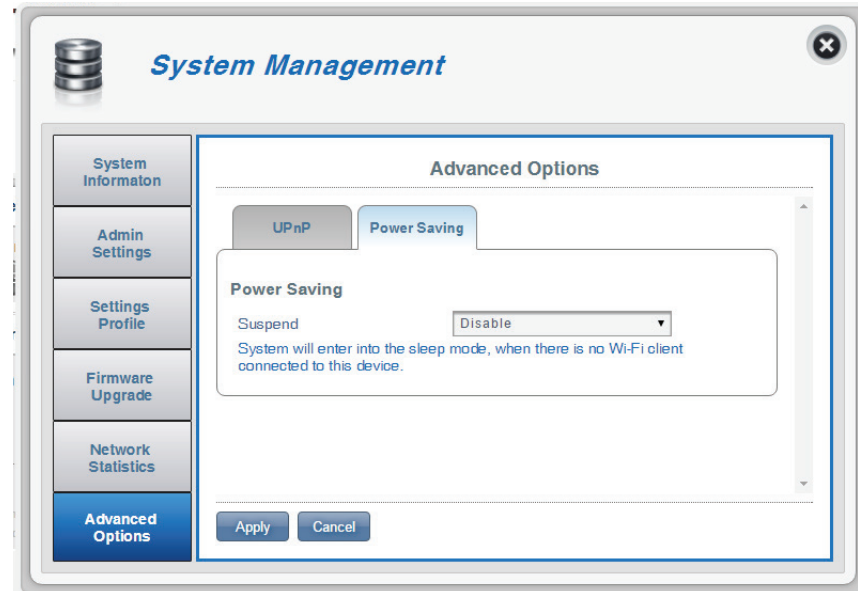 System Management
System
Informaton
Admin
Settings
Settings
Profile
Firmware
Upgrade
Network
Statistics
Advanced
Options
Advanced Options
UPnP
Power Saving
Power Saving
Suspend
Disable
System will enter into the sleep mode, when there is no Wi-Fi client
connected to this device.
Apply
Cancel